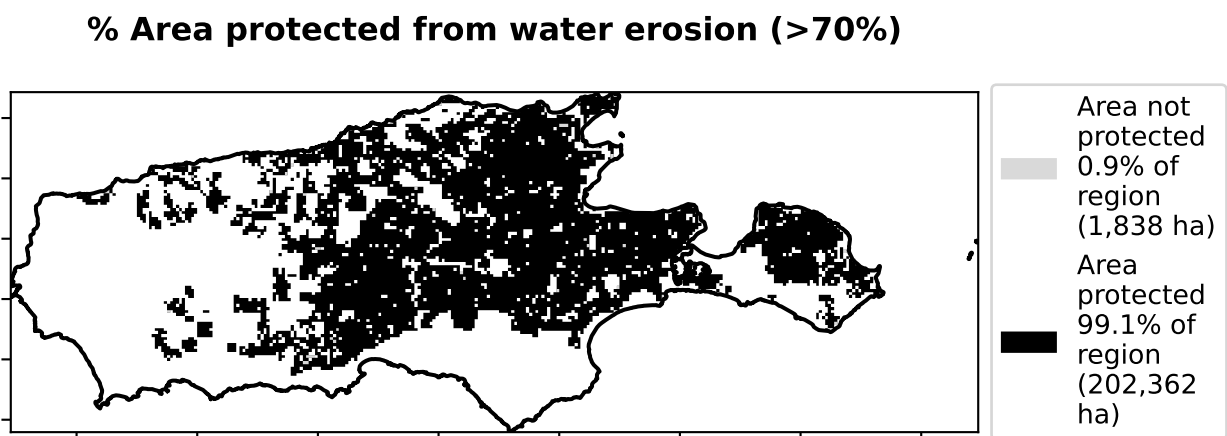 % Area protected from water erosion (>70%)
Area not
protected
0.9% of
region
(1,838 ha)
Area
protected
99.1% of
region
(202,362
ha)